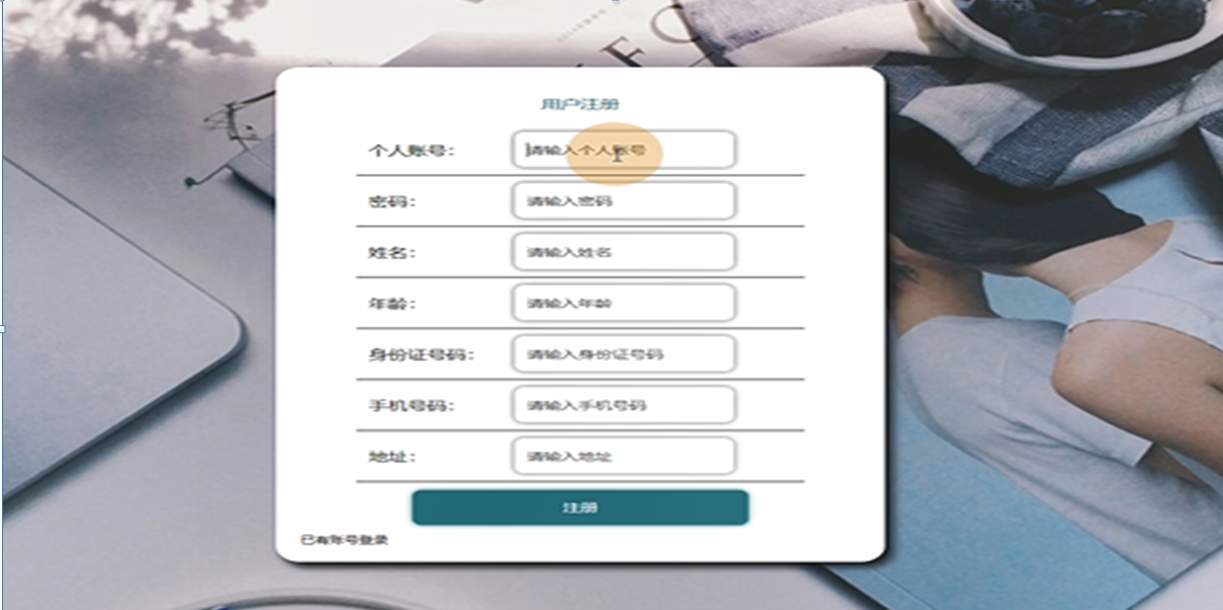 F C
用户注册
个人账号: 请输入个人账号
密码: 请输入密码
姓名: 请输入姓名
年龄: 请输入年龄
身份证号码: 请输入身份证号码
手机号码: 请输入手机号码
地址: 请输入地址
注册
已有账号登录